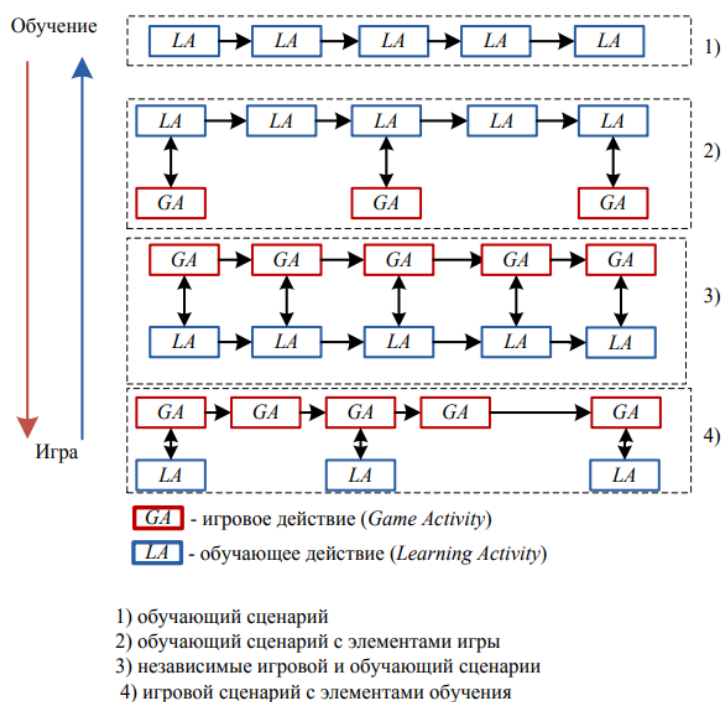 Обучение
LA LA LA LA LA 1)
LA LA LA LA LA
2)
GA GA GA
GA GA GA GA GA
3)
LA LA LA LA LA
GA GA GA GA GA
4)
Игра
LA LA LA
GA - игровое действие (Game Activity)
LA - обучающее действие (Learning Activity)
1) обучающий сценарий
2) обучающий сценарий с элементами игры
3) независимые игровой и обучающий сценарии
4) игровой сценарий с элементами обучения